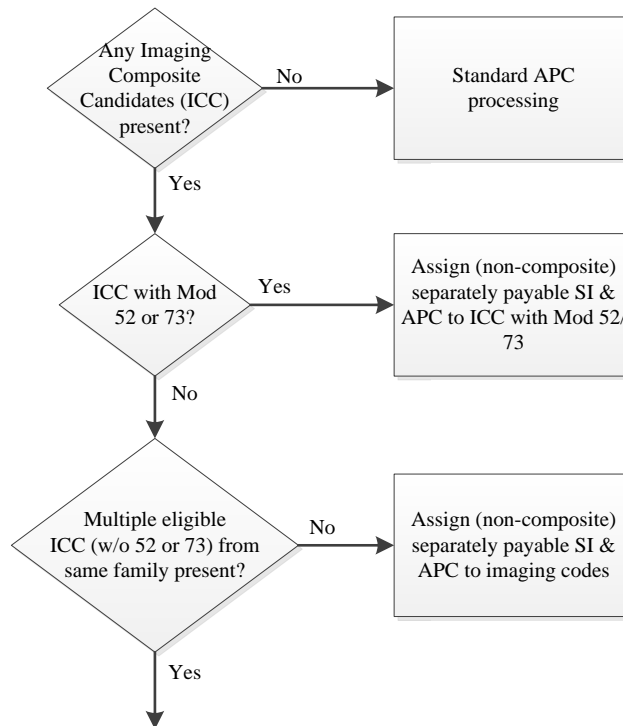 Any Imaging
Composite
Candidates (ICC)
present?
No
Standard APC
processing
Yes
ICC with Mod
52 or 73?
Yes
Assign (non-composite)
separately payable SI &
APC to ICC with Mod 52/
73
No
Multiple eligible
ICC (w/o 52 or 73) from
same family present?
No
Assign (non-composite)
separately payable SI &
APC to imaging codes
Yes